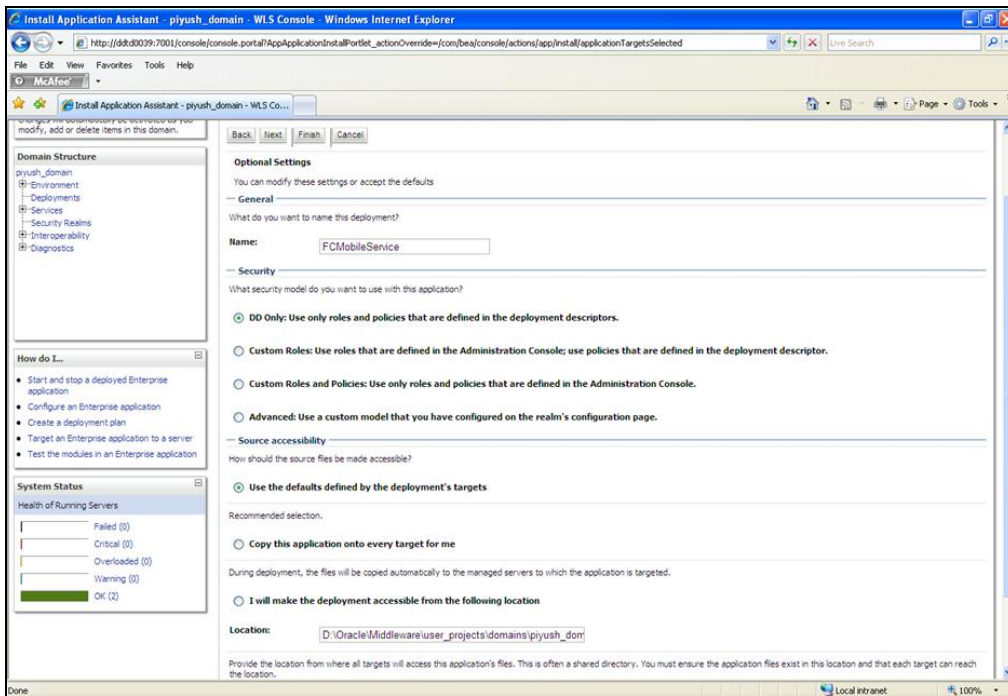 Install Application Assistant - piyush_domain - WLS Console - Windows Internet Explorer
http://ddtd0039:7001/console/console.portal?AppApplicationInstallPortlet_actionOverride=/com/bea/console/actions/app/install/applicationTargetsSelected
Live Search
File Edit View Favorites Tools Help
McAfee
Install Application Assistant - piyush_domain - WLS Co...
Page Tools
modify, add or delete items in this domain.
Domain Structure
piyush_domain
Environment
Deployments
Services
Security Realms
Interoperability
Diagnostics
How do I...
Start and stop a deployed Enterprise
application
Configure an Enterprise application
Create a deployment plan
Target an Enterprise application to a server
Test the modules in an Enterprise application
System Status
Health of Running Servers
Failed (0)
Critical (0)
Overloaded (0)
Warning (0)
OK (2)
Back Next Finish Cancel
Optional Settings
You can modify these settings or accept the defaults
General
What do you want to name this deployment?
Name: FCMobileService
Security
What security model do you want to use with this application?
DD Only: Use only roles and policies that are defined in the deployment descriptors.
Custom Roles: Use roles that are defined in the Administration Console; use policies that are defined in the deployment descriptor.
Custom Roles and Policies: Use only roles and policies that are defined in the Administration Console.
Advanced: Use a custom model that you have configured on the realm's configuration page.
Source accessibility
How should the source files be made accessible?
Use the defaults defined by the deployment's targets
Recommended selection.
Copy this application onto every target for me
During deployment, the files will be copied automatically to the managed servers to which the application is targeted.
I will make the deployment accessible from the following location
Location: D:\Oracle\Middleware\user_projects\domains\piyush_dom
Provide the location from where all targets will access this application's files. This is often a shared directory. You must ensure the application files exist in this location and that each target can reach
the location.
Done
Local intranet
100%